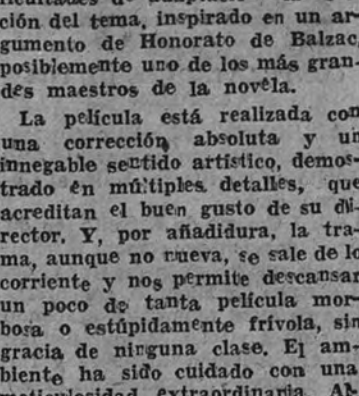 ción del tema, inspirado en un ar-
gumento de Honorato de Balzac,
posiblemente uno de los más gran-
des maestros de la novela.
La película está realizada con
una corrección absoluta y un
innegable sentido artístico, demos-
trado en múltiples detalles, que
acreditan el buen gusto de su di-
rector. Y, por añadidura, la tra-
ma, aunque no nueva, se sale de lo
corriente y nos permite descansar
un poco de tanta película mor-
bosa o estúpidamente frívola, sin
gracia de ninguna clase. El am-
biente ha sido cuidado con una
extraordinaria